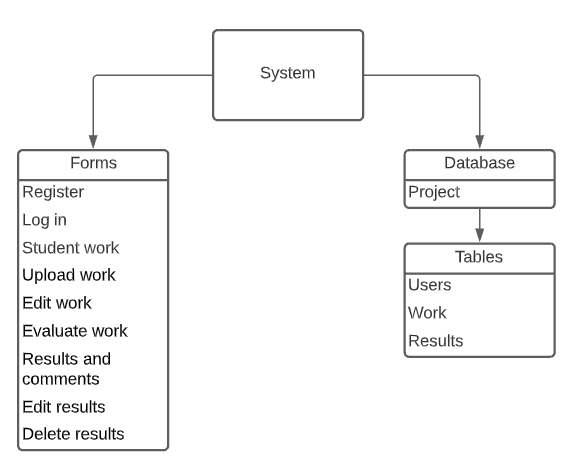 System
Forms
Register
Log in
Student work
Upload work
Edit work
Evaluate work
Results and
comments
Edit results
Delete results
Database
Project
Tables
Users
Work
Results